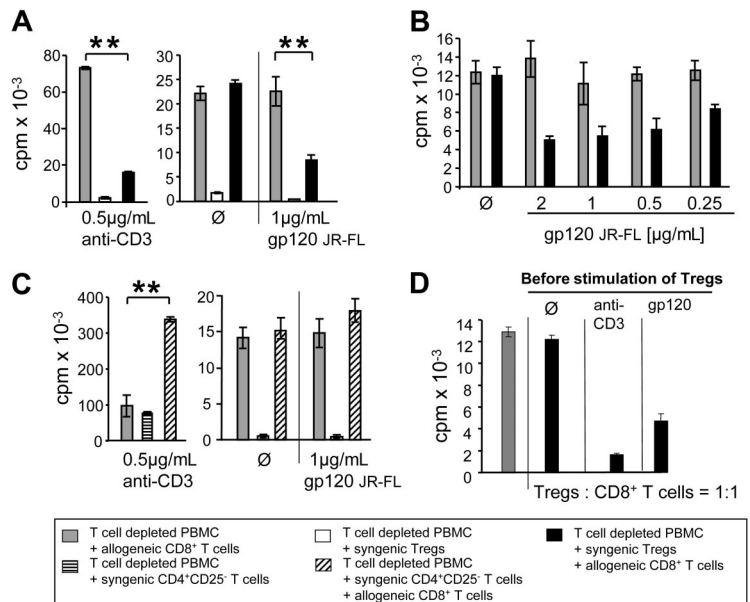 A
80
60
40
20
0
cpm x 10⁻³
**
0.5µg/mL
anti-CD3
30
25
20
15
10
5
0
**
Ø
1µg/mL
gp120 JR-FL
B
16
14
12
10
8
6
4
2
0
cpm x 10⁻³
Ø
2
1
0.5
0.25
gp120 JR-FL [µg/mL]
C
400
300
200
100
0
cpm x 10⁻³
**
0.5µg/mL
anti-CD3
20
15
10
5
0
Ø
1µg/mL
gp120 JR-FL
D
Before stimulation of Tregs
Ø
anti-
CD3
gp120
14
12
10
8
6
4
2
0
cpm x 10⁻³
Tregs : CD8⁺ T cells = 1:1
T cell depleted PBMC
+ allogeneic CD8⁺ T cells
T cell depleted PBMC
+ syngenic Tregs
T cell depleted PBMC
+ syngenic Tregs
+ allogeneic CD8⁺ T cells
T cell depleted PBMC
+ syngenic CD4⁺CD25⁻ T cells
T cell depleted PBMC
+ syngenic CD4⁺CD25⁻ T cells
+ allogeneic CD8⁺ T cells